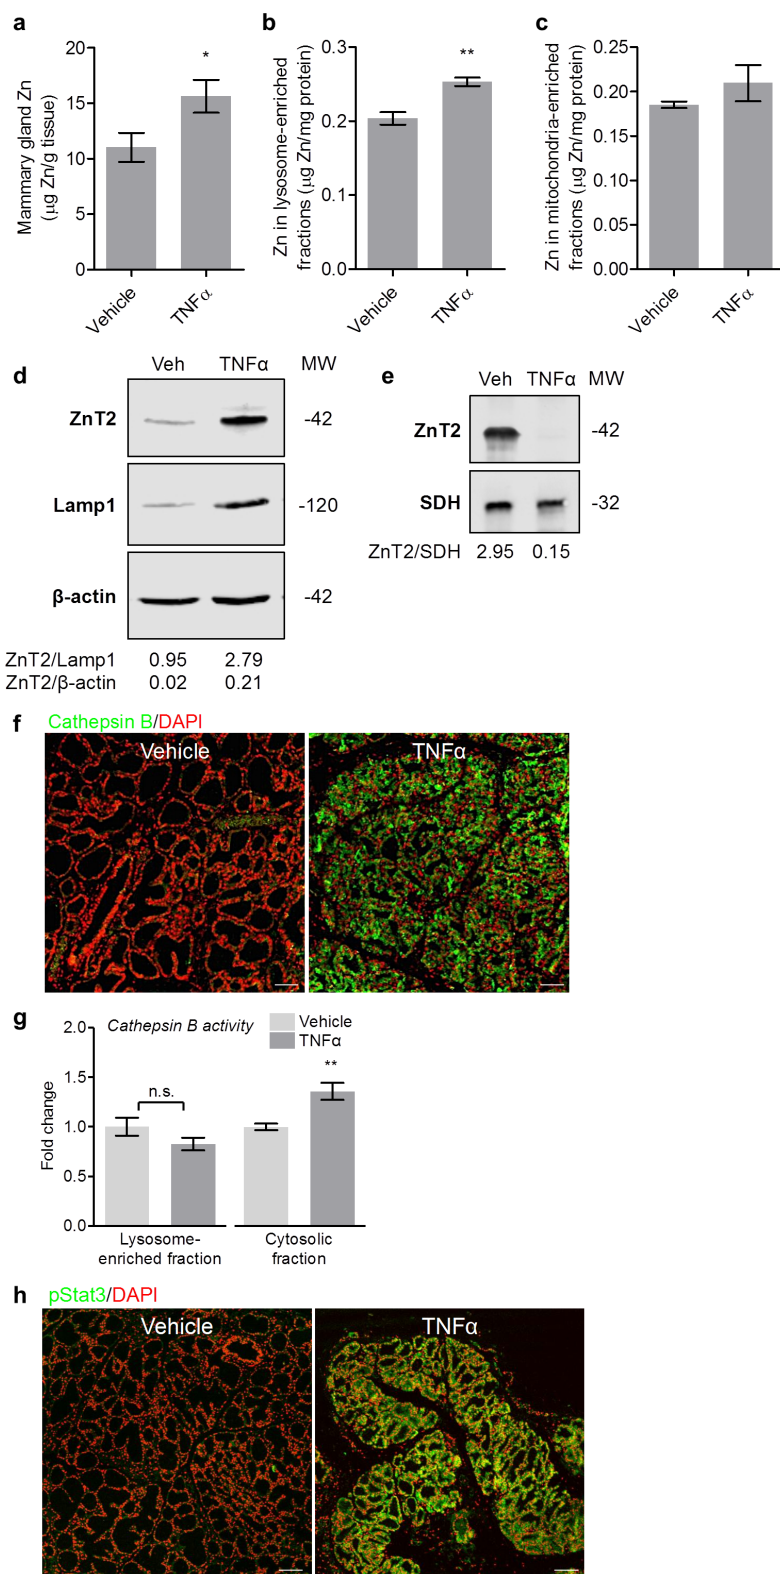 a
Mammary gland Zn
(μg Zn/g tissue)
20
15
10
5
0
*
Vehicle
TNFα
b
Zn in lysosome-enriched
fractions (μg Zn/mg protein)
0.3
0.2
0.1
0.0
**
Vehicle
TNFα
c
Zn in mitochondria-enriched
fractions (μg Zn/mg protein)
0.25
0.20
0.15
0.10
0.05
0.00
Vehicle
TNFα
d
Veh TNFα MW
ZnT2 -42
Lamp1 -120
β-actin -42
ZnT2/Lamp1 0.95 2.79
ZnT2/β-actin 0.02 0.21
e
Veh TNFα MW
ZnT2 -42
SDH -32
ZnT2/SDH 2.95 0.15
f
Cathepsin B/DAPI
Vehicle TNFα
g
Cathepsin B activity
Vehicle
TNFα
Fold change
2.0
1.5
1.0
0.5
0.0
n.s.
**
Lysosome-
enriched fraction
Cytosolic
fraction
h
pStat3/DAPI
Vehicle TNFα